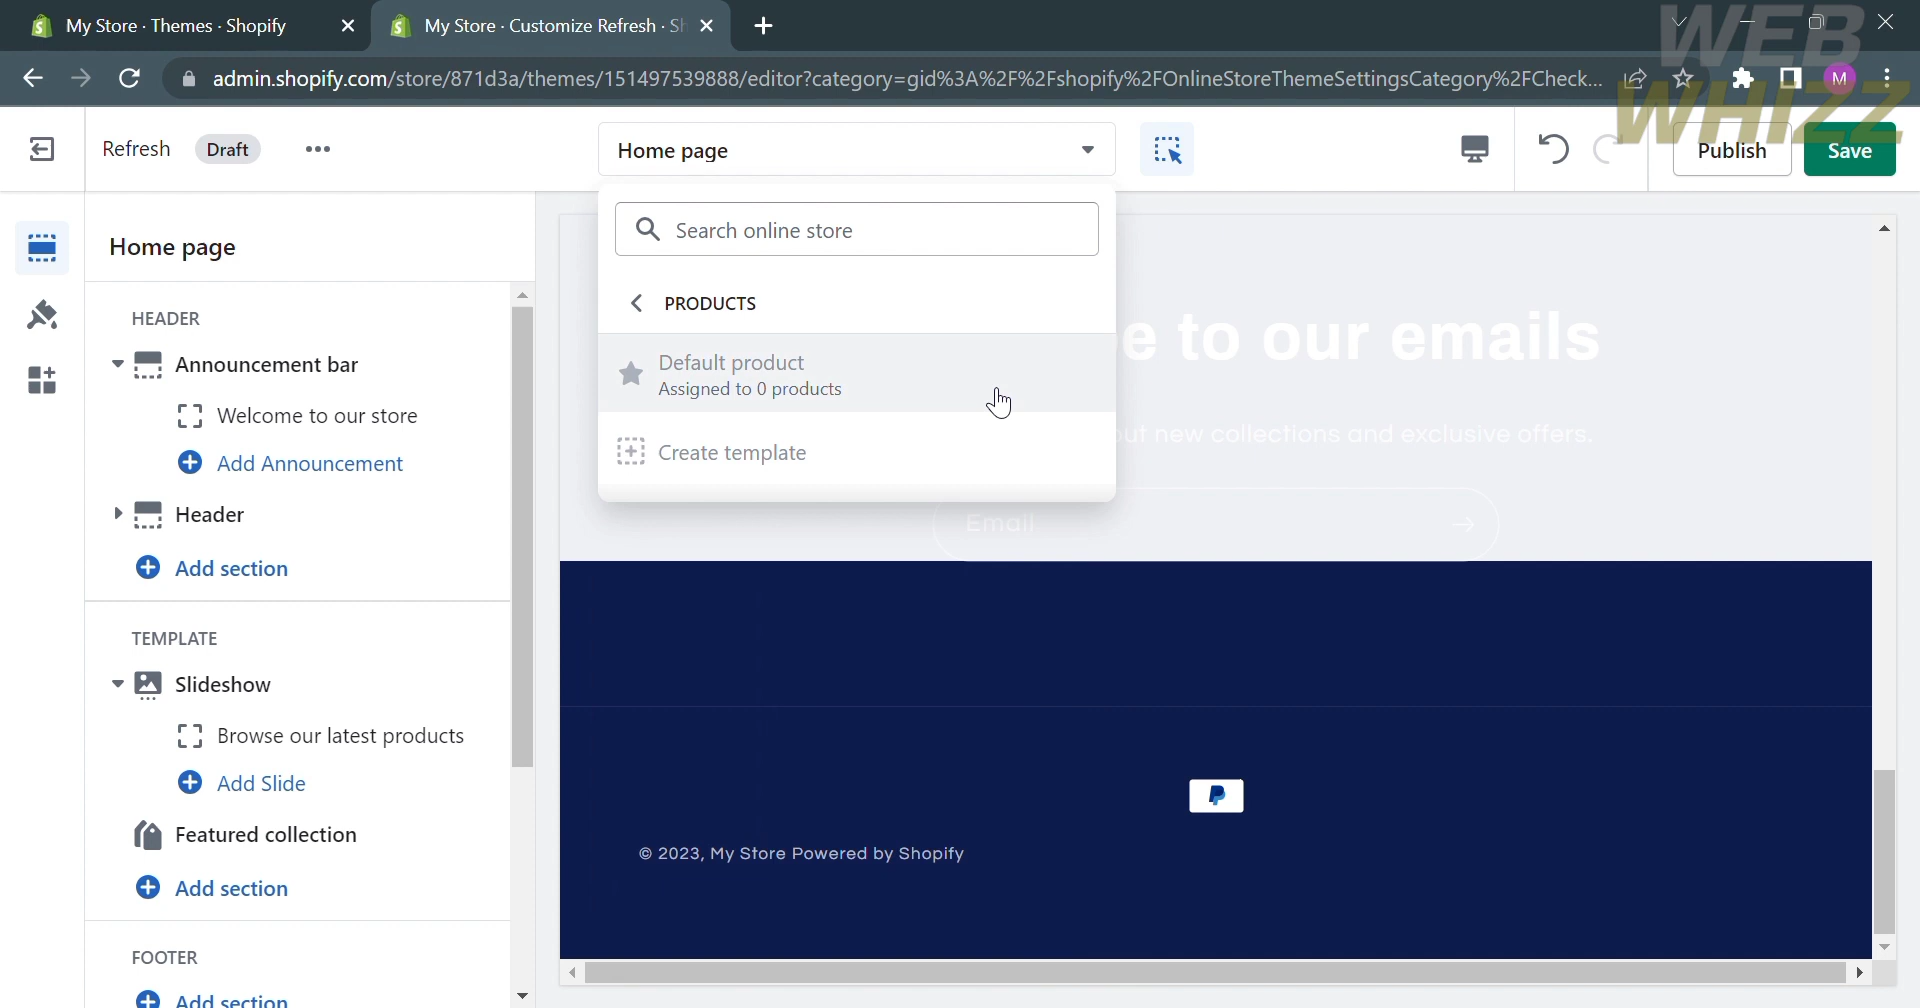 My Store · Themes · Shopify
My Store · Customize Refresh · Sh
admin.shopify.com/store/871d3a/themes/151497539888/editor?category=gid%3A%2F%2Fshopify%2FOnlineStoreThemeSettingsCategory%2FCheck...
M
WEB
WHIZZ
Refresh
Draft
Home page
Publish
Save
Home page
Search online store
PRODUCTS
Default product
Assigned to 0 products
Create template
HEADER
Announcement bar
Welcome to our store
Add Announcement
Header
Add section
TEMPLATE
Slideshow
Browse our latest products
Add Slide
Featured collection
Add section
FOOTER
Add section
e to our emails
out new collections and exclusive offers.
Email
© 2023, My Store Powered by Shopify